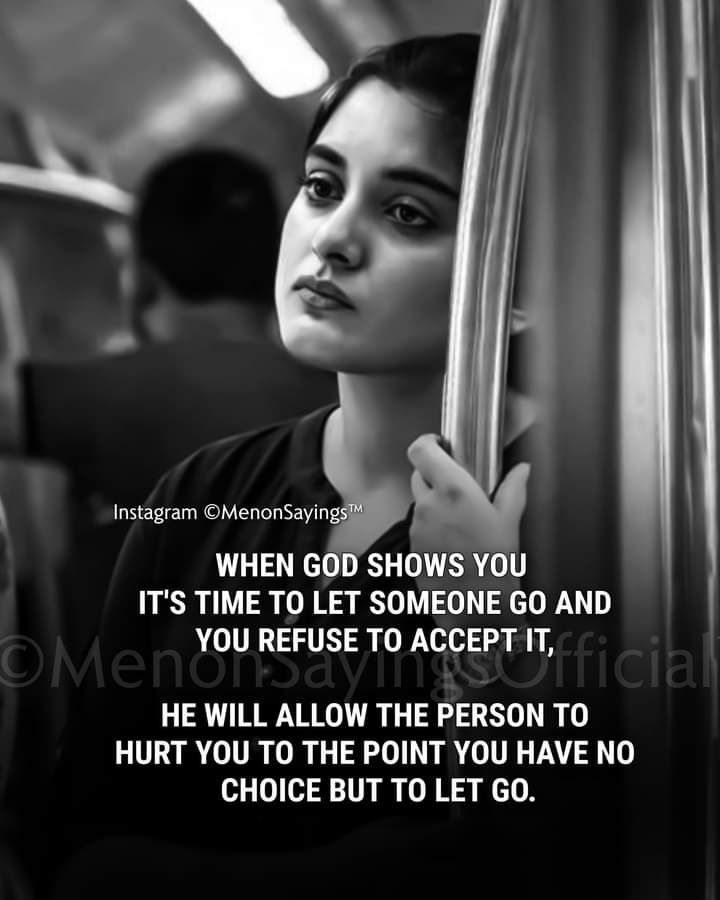 Instagram ©MenonSayings™
WHEN GOD SHOWS YOU
IT'S TIME TO LET SOMEONE GO AND
YOU REFUSE TO ACCEPT IT,
©MenonSayingsOfficial
HE WILL ALLOW THE PERSON TO
HURT YOU TO THE POINT YOU HAVE NO
CHOICE BUT TO LET GO.